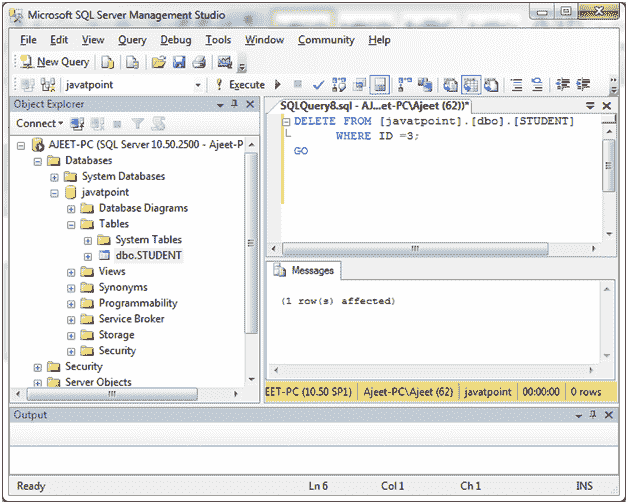 Microsoft SQL Server Management Studio
File Edit View Query Debug Tools Window Community Help
New Query
javatpoint Execute
Object Explorer
Connect
AJEET-PC (SQL Server 10.50.2500 - Ajeet-P
Databases
System Databases
javatpoint
Database Diagrams
Tables
System Tables
dbo.STUDENT
Views
Synonyms
Programmability
Service Broker
Storage
Security
Security
Server Objects
SQLQuery8.sql - AJ...et-PC\Ajeet (62))*
DELETE FROM [javatpoint].[dbo].[STUDENT]
WHERE ID =3;
GO
Messages
(1 row(s) affected)
EET-PC (10.50 SP1) Ajeet-PC\Ajeet (62) javatpoint 00:00:00 0 rows
Output
Ready Ln 6 Col 1 Ch 1 INS